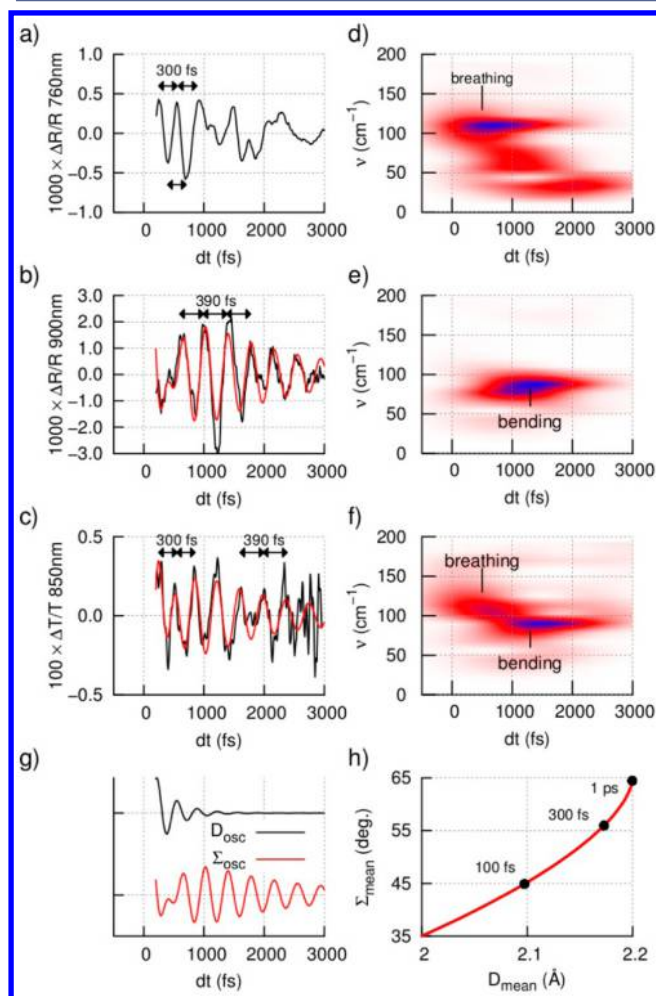 a)
300 fs
1000 × ΔR/R 760nm
1.0
0.5
0.0
−0.5
−1.0
0 1000 2000 3000
dt (fs)
d)
breathing
ν (cm⁻¹)
200
150
100
50
0
0 1000 2000 3000
dt (fs)
b)
390 fs
1000 × ΔR/R 900nm
3.0
2.0
1.0
0.0
−1.0
−2.0
−3.0
0 1000 2000 3000
dt (fs)
e)
bending
ν (cm⁻¹)
200
150
100
50
0
0 1000 2000 3000
dt (fs)
c)
300 fs 390 fs
100 × ΔT/T 850nm
0.5
0.0
−0.5
0 1000 2000 3000
dt (fs)
f)
breathing
bending
ν (cm⁻¹)
200
150
100
50
0
0 1000 2000 3000
dt (fs)
g)
D_osc
Σ_osc
0 1000 2000 3000
dt (fs)
h)
1 ps
300 fs
100 fs
Σ_mean (deg.)
65
55
45
35
2 2.1 2.2
D_mean (Å)